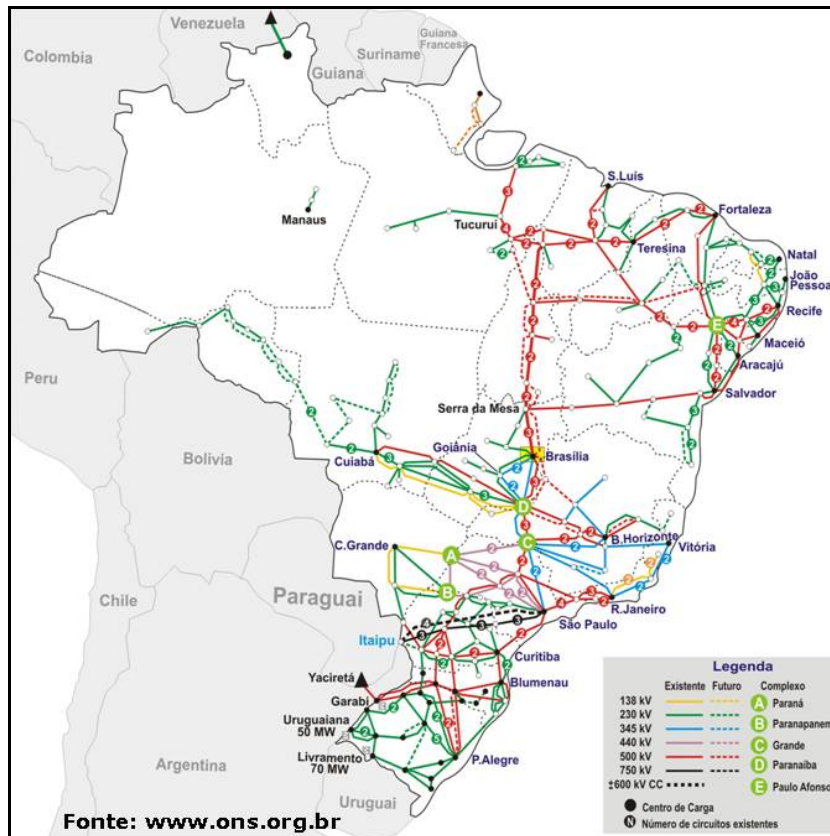 Venezuela
Colombia
Guiana
Suriname
Guiana
Francesa
Manaus
Tucuruí
S.Luís
Fortaleza
Teresina
Natal
João
Pessoa
Recife
Maceió
Aracajú
Salvador
Peru
Serra da Mesa
Bolivia
Cuiabá
Goiânia
Brasília
B.Horizonte
Vitória
C.Grande
Paraguai
Chile
R.Janeiro
São Paulo
Itaipu
Curitiba
Blumenau
Yaciretá
Garabi
Uruguaiana
50 MW
Livramento
70 MW
P.Alegre
Argentina
Uruguai
A
B
C
D
E
Legenda
Existente Futuro Complexo
138 kV A Paraná
230 kV B Paranapanem
345 kV
440 kV C Grande
500 kV D Paranaíba
750 kV
±600 kV CC E Paulo Afonso
Centro de Carga
N Número de circuitos existentes
Fonte: www.ons.org.br